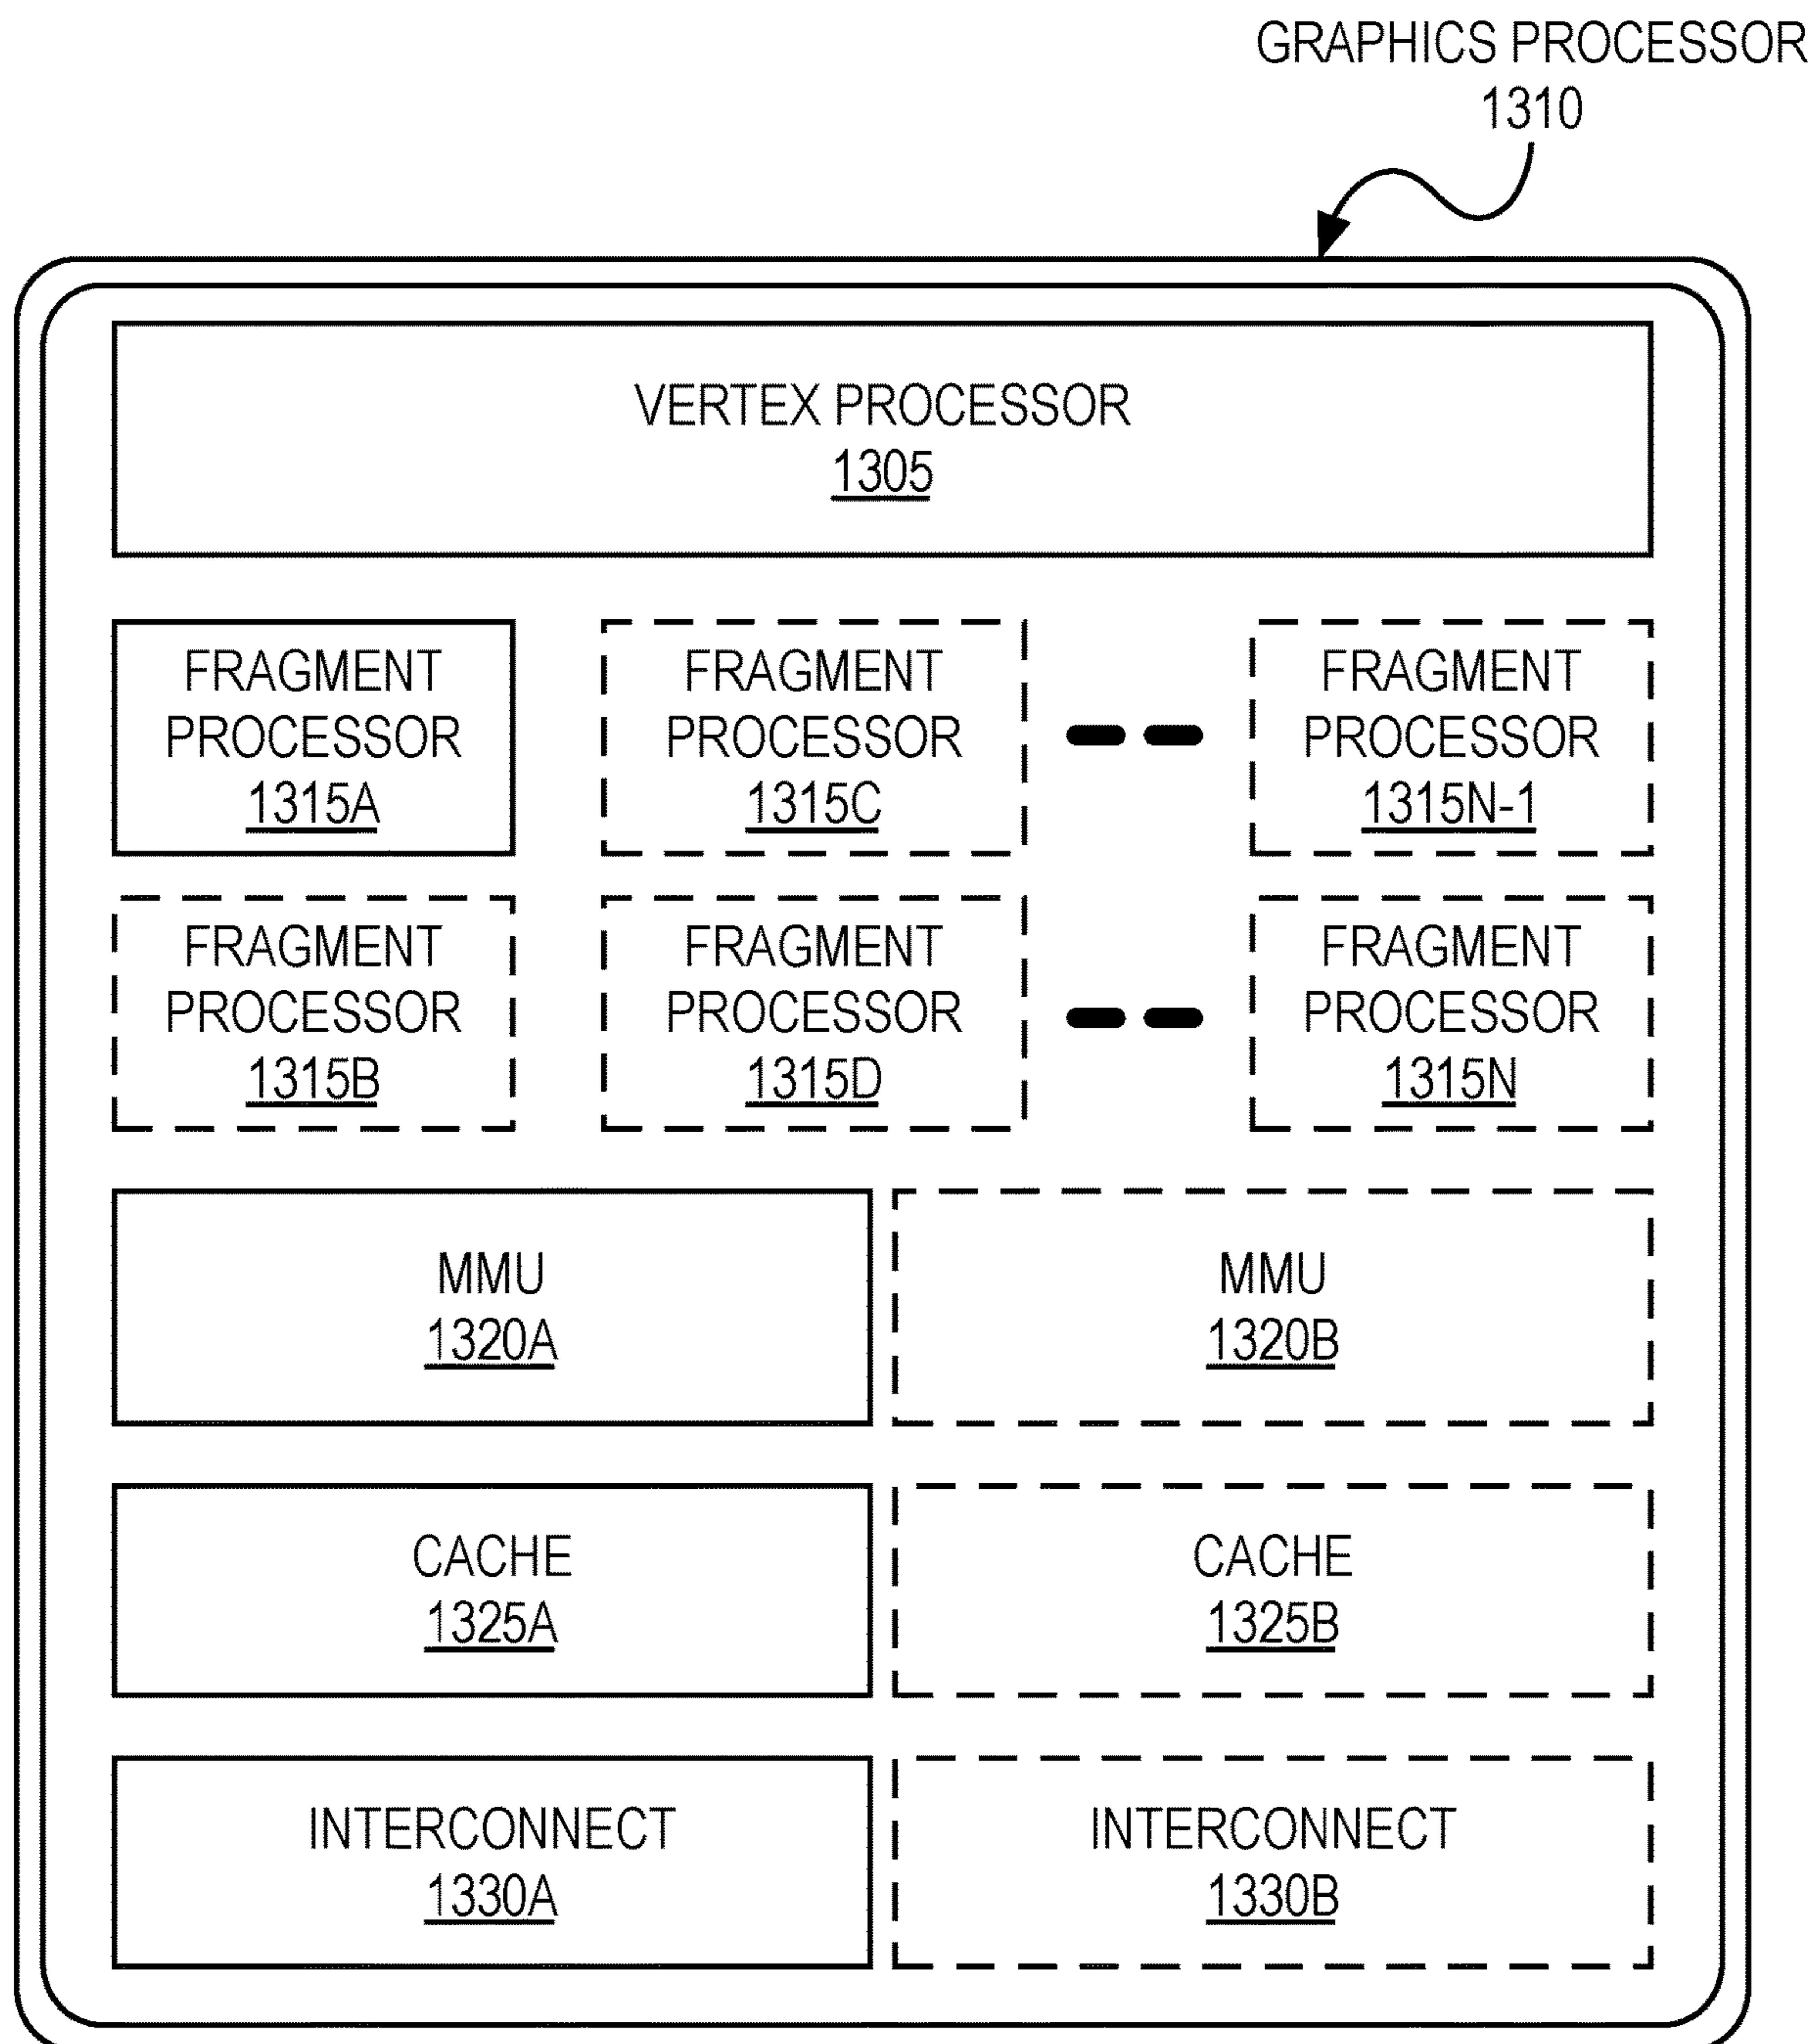 GRAPHICS PROCESSOR
1310
VERTEX PROCESSOR
1305
FRAGMENT
PROCESSOR
1315A
FRAGMENT
PROCESSOR
1315C
FRAGMENT
PROCESSOR
1315N-1
FRAGMENT
PROCESSOR
1315B
FRAGMENT
PROCESSOR
1315D
FRAGMENT
PROCESSOR
1315N
MMU
1320A
MMU
1320B
CACHE
1325A
CACHE
1325B
INTERCONNECT
1330A
INTERCONNECT
1330B